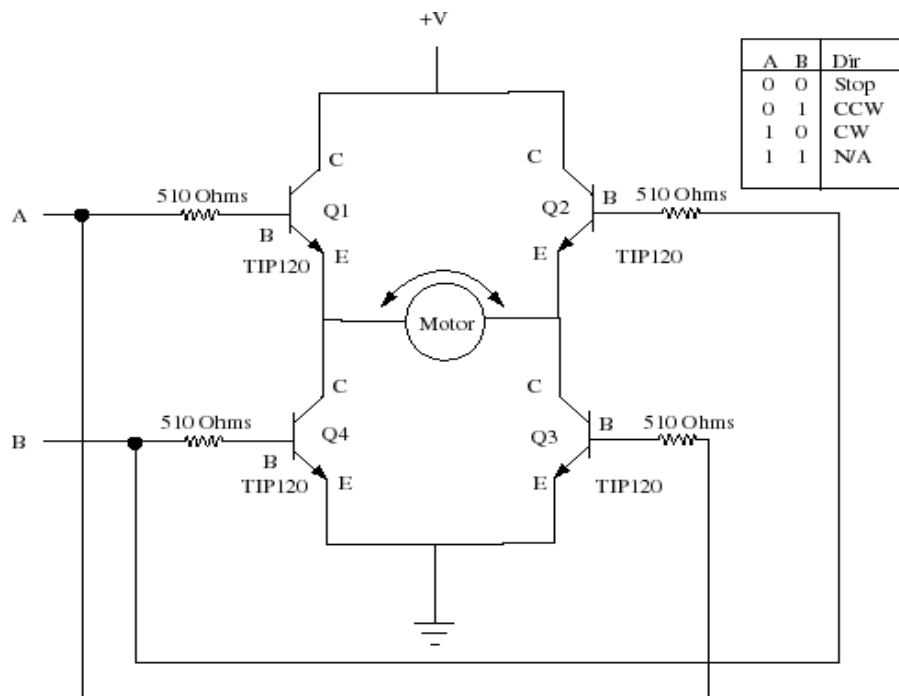 +V
A B Dir
0 0 Stop
0 1 CCW
1 0 CW
1 1 N/A
C
C
510 Ohms
B 510 Ohms
A
Q1
Q2
B
E
E
TIP120
TIP120
Motor
C
C
510 Ohms
B 510 Ohms
B
Q4
Q3
B
E
E
TIP120
TIP120